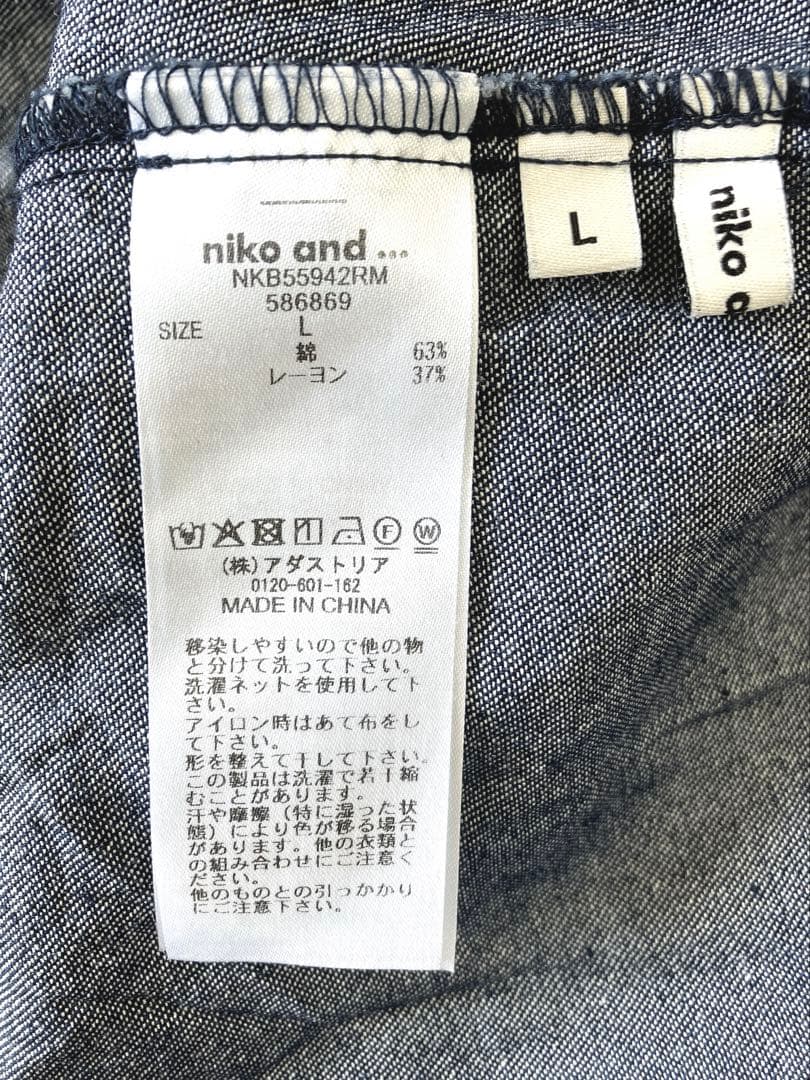 niko and ...
NKB55942RM
586869
SIZE L
綿 63%
レーヨン 37%
F W
(株)アダストリア
0120-601-162
MADE IN CHINA
移染しやすいので他の物
と分けて洗って下さい。
洗濯ネットを使用して下
さい。
アイロン時はあて布をし
て下さい。
形を整えて干して下さい。
この製品は洗濯で若干縮
むことがあります。
汗や摩擦(特に湿った状
態)により色が移る場合
があります。他の衣類と
の組み合わせにご注意く
ださい。
他のものとの引っかかり
にご注意下さい。
L
niko a